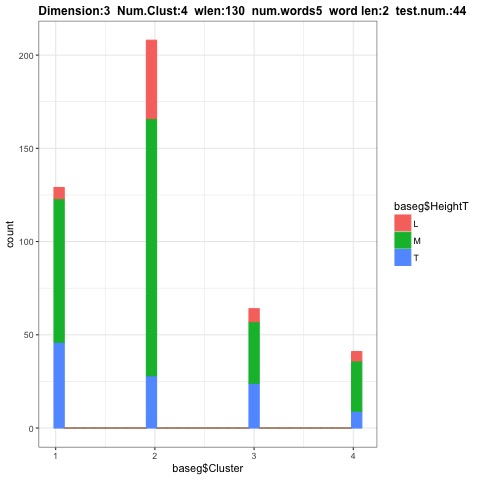 Dimension:3 Num.Clust:4 wlen:130 num.words5 word len:2 test.num.:44
200
150
100
50
0
count
1 2 3 4
baseg$Cluster
baseg$HeightT
L
M
T